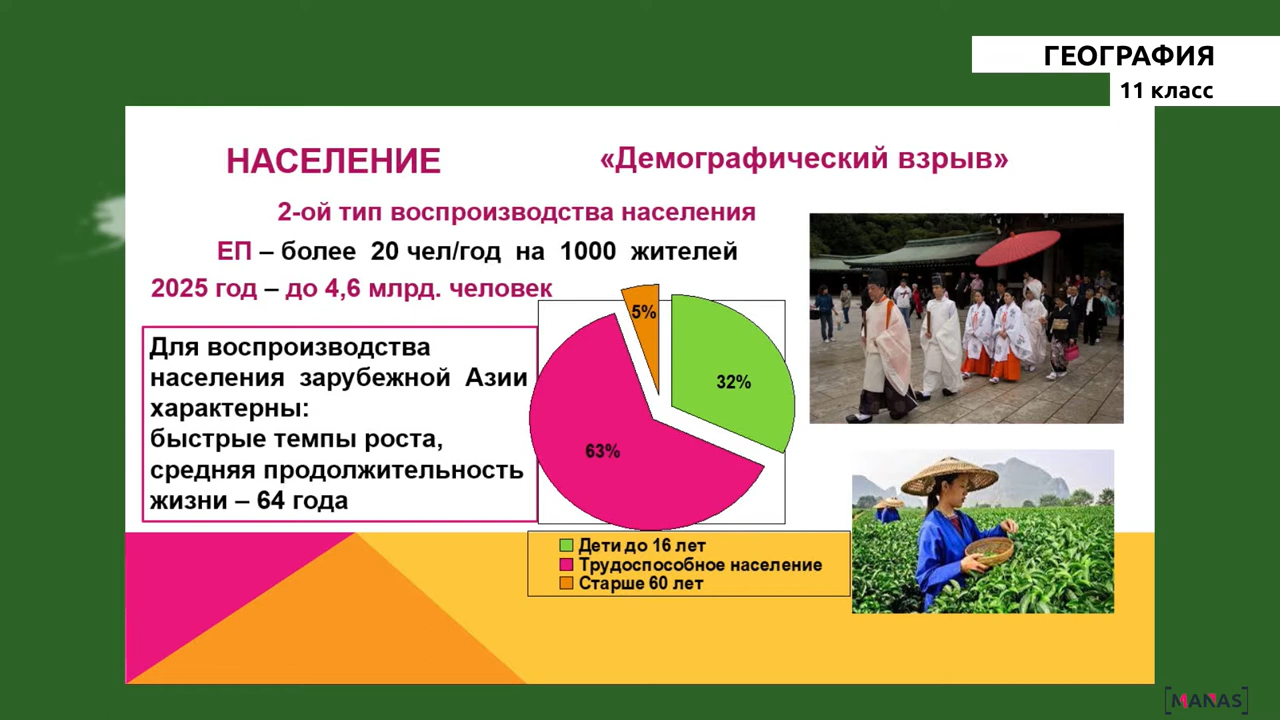 ГЕОГРАФИЯ
11 класс
НАСЕЛЕНИЕ
«Демографический взрыв»
2-ой тип воспроизводства населения
ЕП – более 20 чел/год на 1000 жителей
2025 год – до 4,6 млрд. человек
Для воспроизводства
населения зарубежной Азии
характерны:
быстрые темпы роста,
средняя продолжительность
жизни – 64 года
5%
32%
63%
Дети до 16 лет
Трудоспособное население
Старше 60 лет
[MANAS]